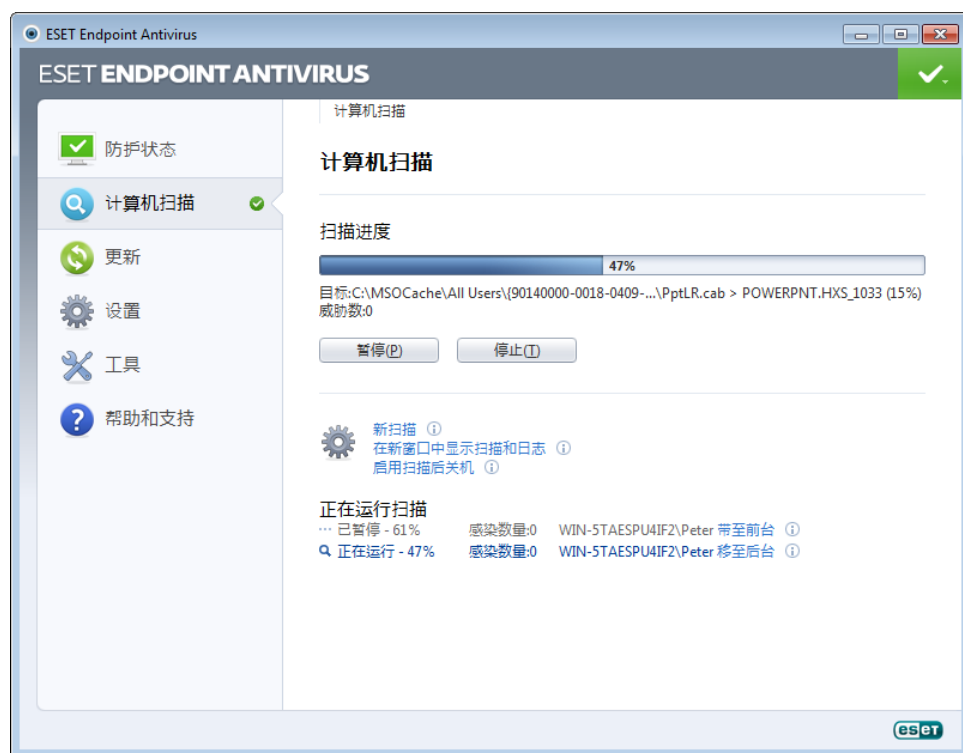 ESET Endpoint Antivirus
ESET ENDPOINT ANTIVIRUS
计算机扫描
防护状态
计算机扫描
更新
设置
工具
帮助和支持
计算机扫描
扫描进度
47%
目标:C:\MSOCache\All Users\{90140000-0018-0409-...\PptLR.cab > POWERPNT.HXS_1033 (15%)
威胁数:0
暂停(P) 停止(T)
新扫描
在新窗口中显示扫描和日志
启用扫描后关机
正在运行扫描
... 已暂停 - 61% 感染数量:0 WIN-5TAESPU4IF2\Peter 带至前台
正在运行 - 47% 感染数量:0 WIN-5TAESPU4IF2\Peter 移至后台
eset